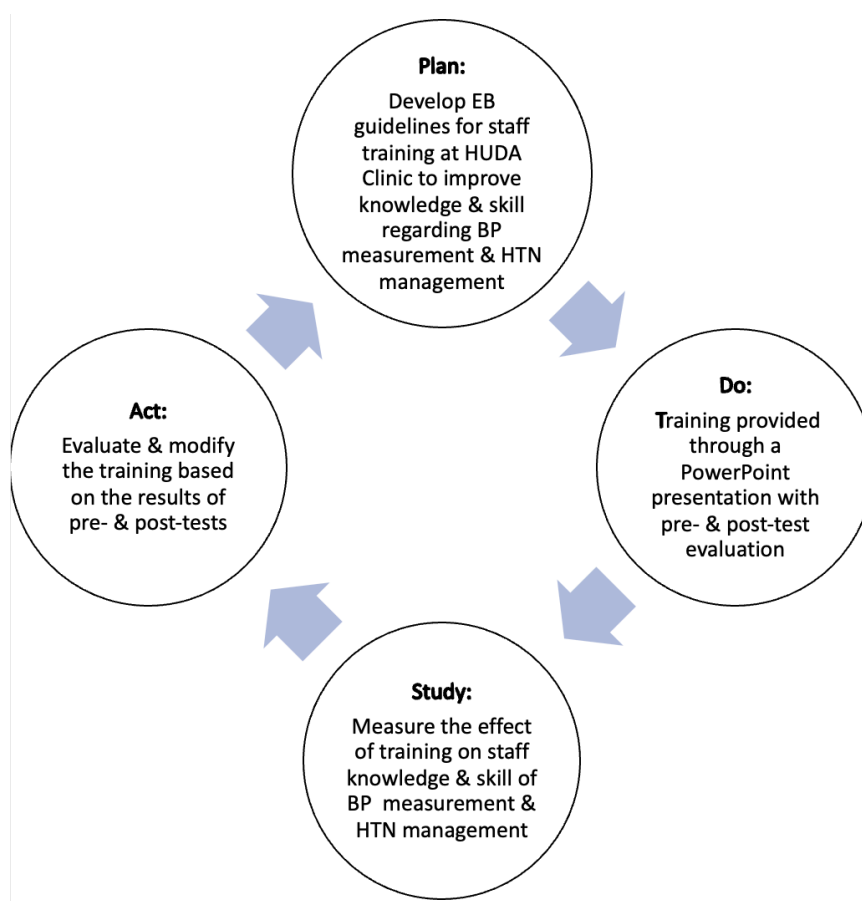 Plan:
Develop EB
guidelines for staff
training at HUDA
Clinic to improve
knowledge & skill
regarding BP
measurement & HTN
management
Do:
Training provided
through a
PowerPoint
presentation with
pre- & post-test
evaluation
Study:
Measure the effect
of training on staff
knowledge & skill of
BP measurement &
HTN management
Act:
Evaluate & modify
the training based
on the results of
pre- & post-tests